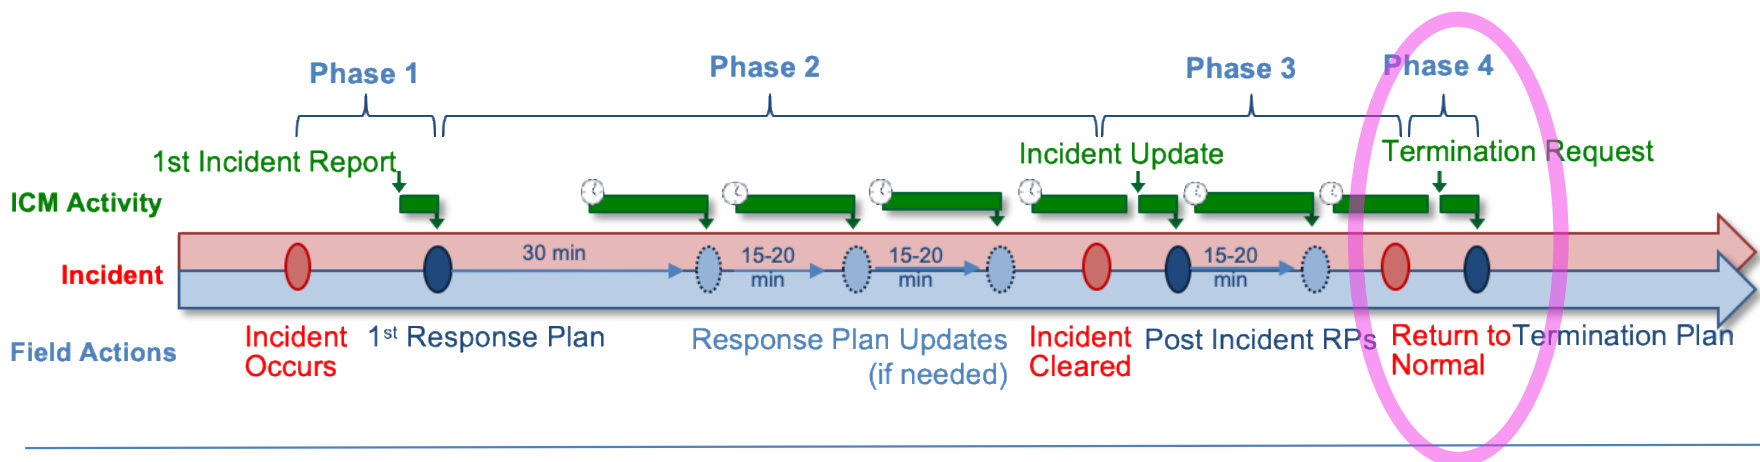 Phase 1
Phase 2
Phase 3
Phase 4
1st Incident Report
Incident Update
Termination Request
ICM Activity
30 min
15-20
min
15-20
min
15-20
min
Incident
Field Actions
Incident
Occurs
1st Response Plan
Response Plan Updates
(if needed)
Incident
Cleared
Post Incident RPs
Return to
Normal
Termination Plan